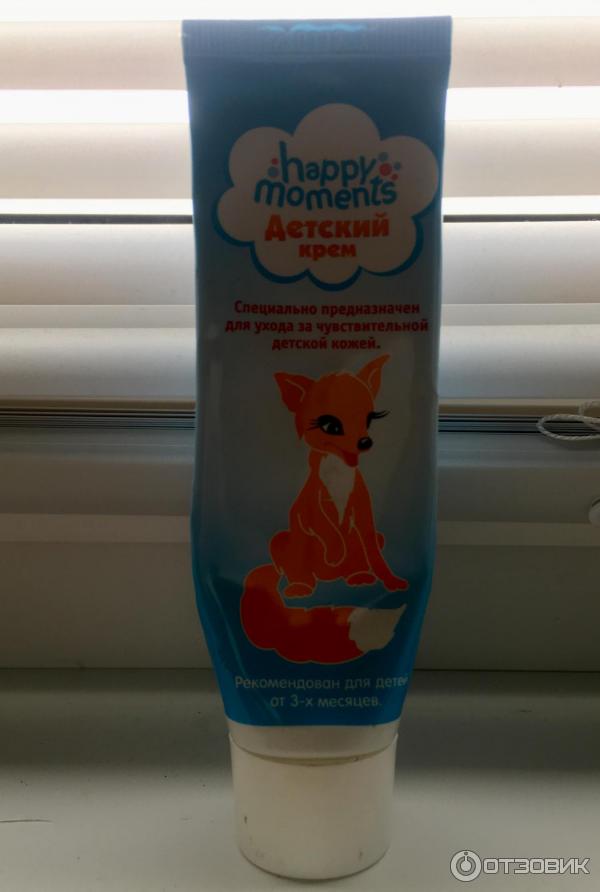 happy
moments
Детский
крем
Специально предназначен
для ухода за чувствительной
детской кожей.
Рекомендован для детей
от 3-х месяцев.
ОТЗОВИК